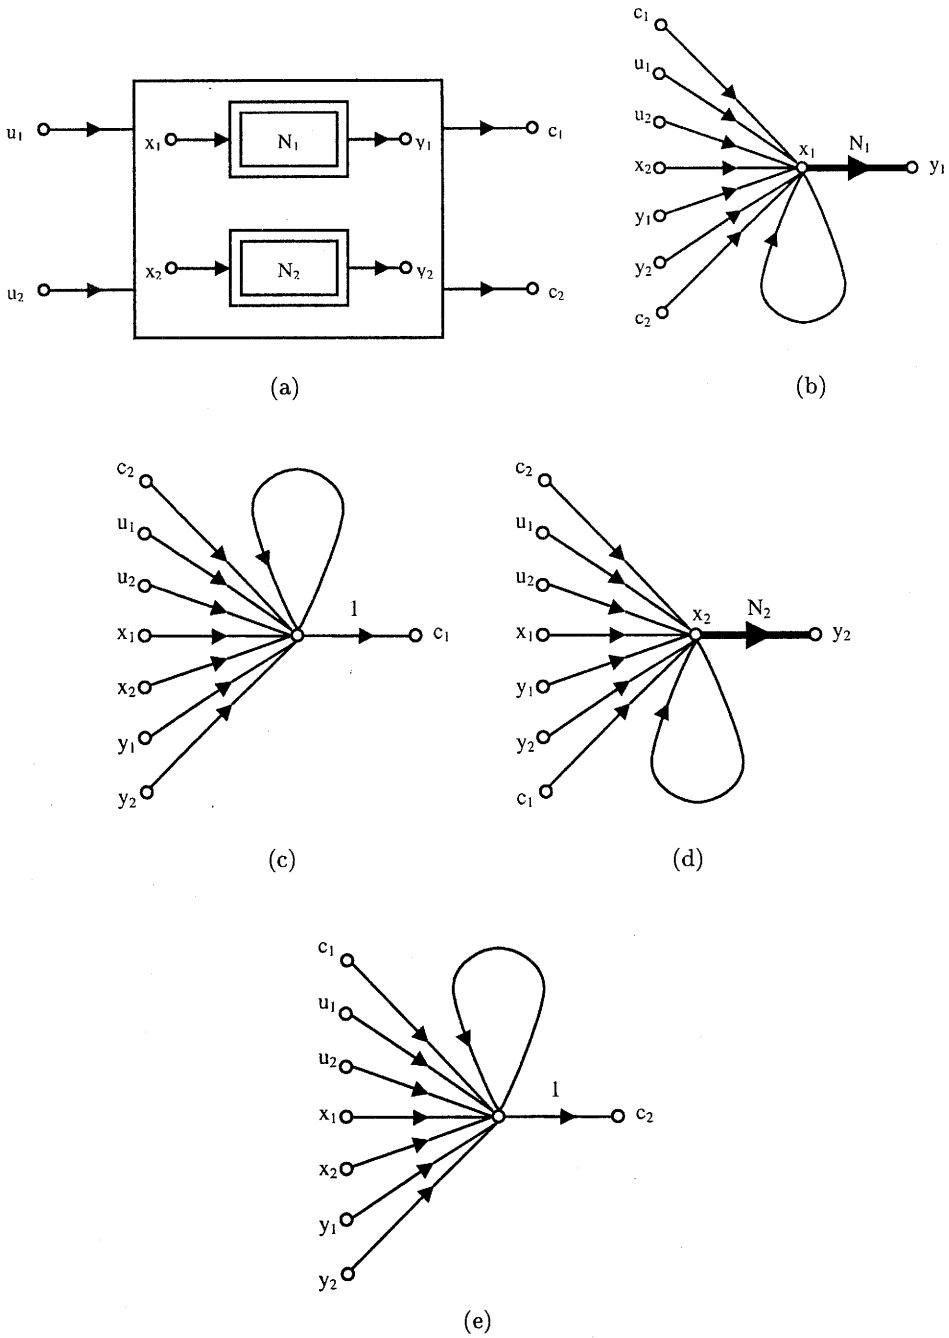 u₁
x₁ N₁ y₁
c₁
u₂
x₂ N₂ y₂
c₂
(a)
c₁
u₁
u₂
x₂
y₁
y₂
c₂
x₁
N₁
y₁
(b)
c₂
u₁
u₂
x₁
x₂
y₁
y₂
1
c₁
(c)
c₂
u₁
u₂
x₁
y₁
y₂
c₁
x₂
N₂
y₂
(d)
c₁
u₁
u₂
x₁
x₂
y₁
y₂
1
c₂
(e)